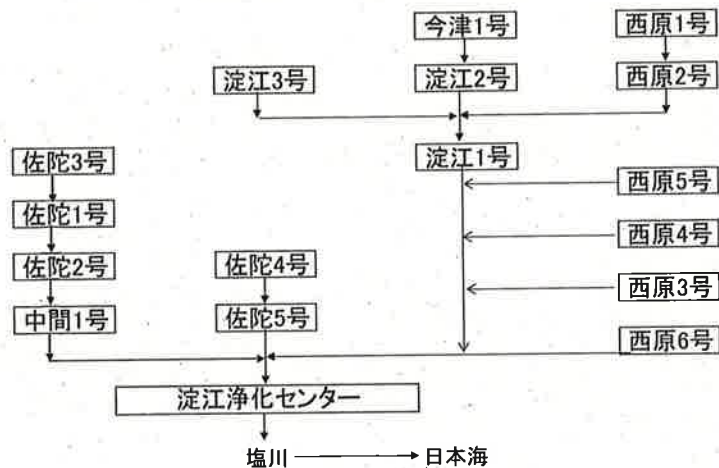 今津1号
西原1号
淀江3号
淀江2号
西原2号
淀江1号
佐陀3号
西原5号
佐陀1号
西原4号
佐陀2号
佐陀4号
西原3号
中間1号
佐陀5号
西原6号
淀江浄化センター
塩川
日本海